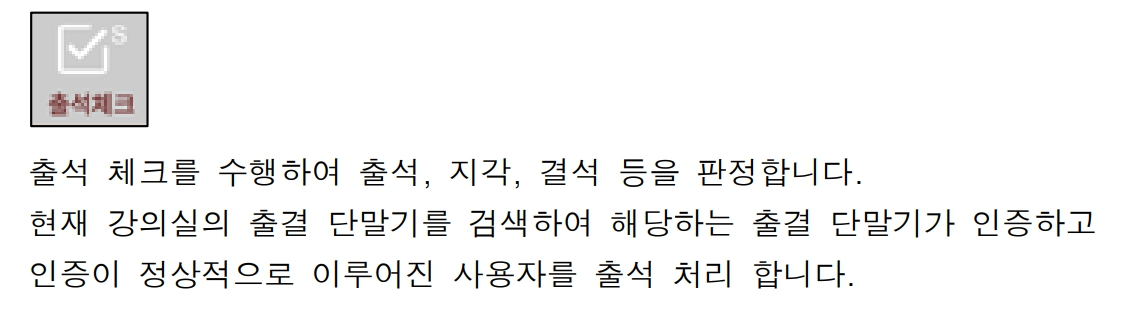 S
출석체크
출석 체크를 수행하여 출석, 지각, 결석 등을 판정합니다.
현재 강의실의 출결 단말기를 검색하여 해당하는 출결 단말기가 인증하고
인증이 정상적으로 이루어진 사용자를 출석 처리 합니다.